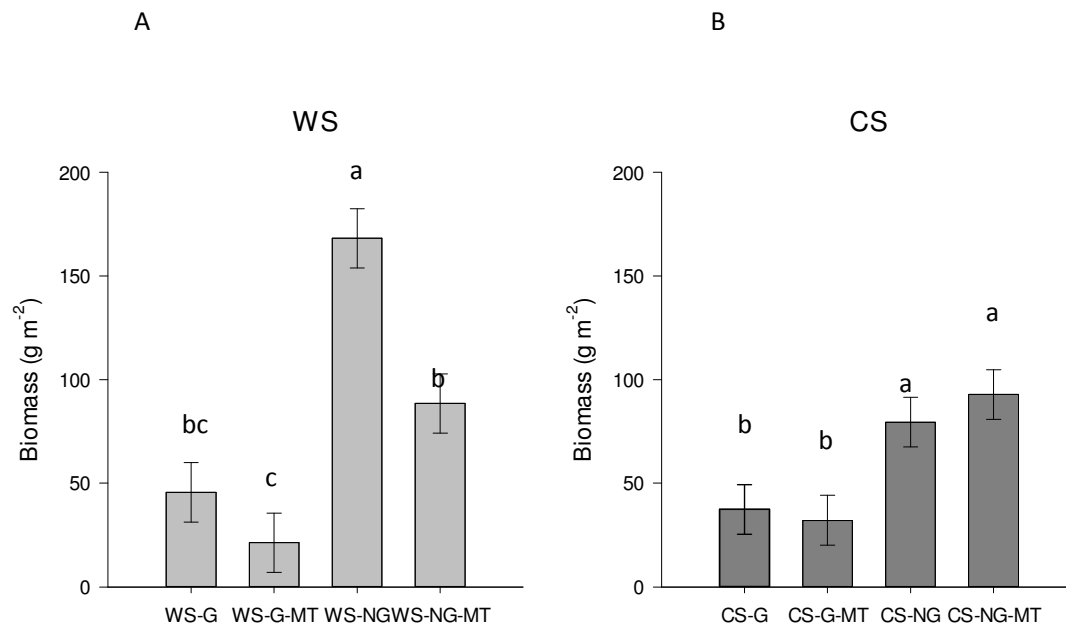 A
WS
Biomass (g m-2)
200
150
100
50
0
bc
c
a
b
WS-G WS-G-MT WS-NG WS-NG-MT
B
CS
Biomass (g m-2)
200
150
100
50
0
b
b
a
a
CS-G CS-G-MT CS-NG CS-NG-MT